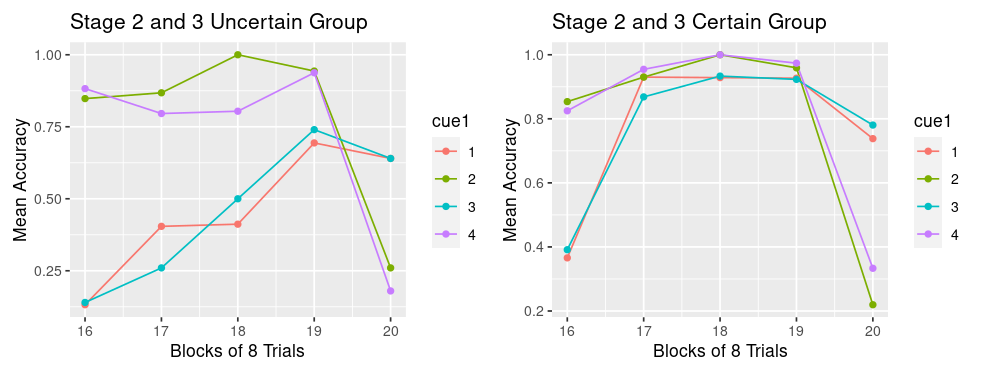 Stage 2 and 3 Uncertain Group
Mean Accuracy
1.00
0.75
0.50
0.25
16 17 18 19 20
Blocks of 8 Trials
cue1
1
2
3
4
Stage 2 and 3 Certain Group
Mean Accuracy
1.0
0.8
0.6
0.4
0.2
16 17 18 19 20
Blocks of 8 Trials
cue1
1
2
3
4